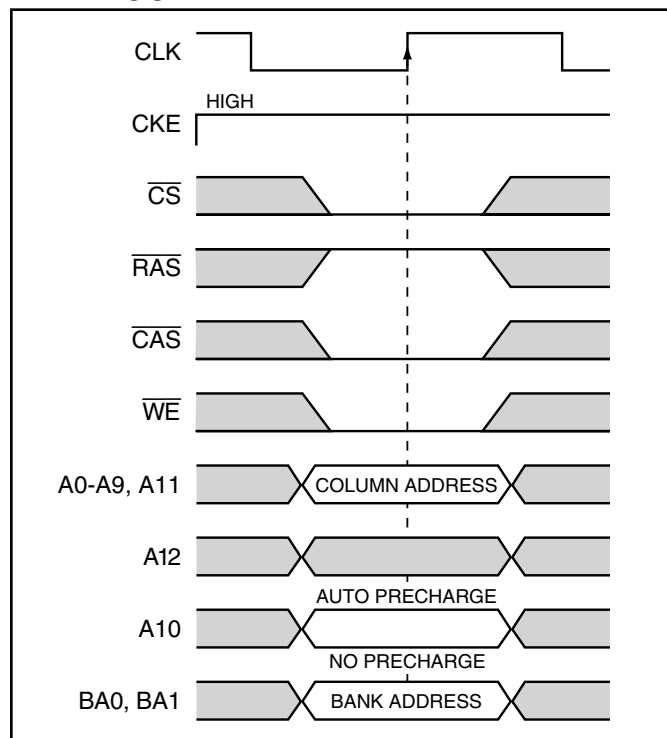 CLK
HIGH
CKE
CS
RAS
CAS
WE
A0-A9, A11
COLUMN ADDRESS
A12
AUTO PRECHARGE
A10
NO PRECHARGE
BA0, BA1
BANK ADDRESS